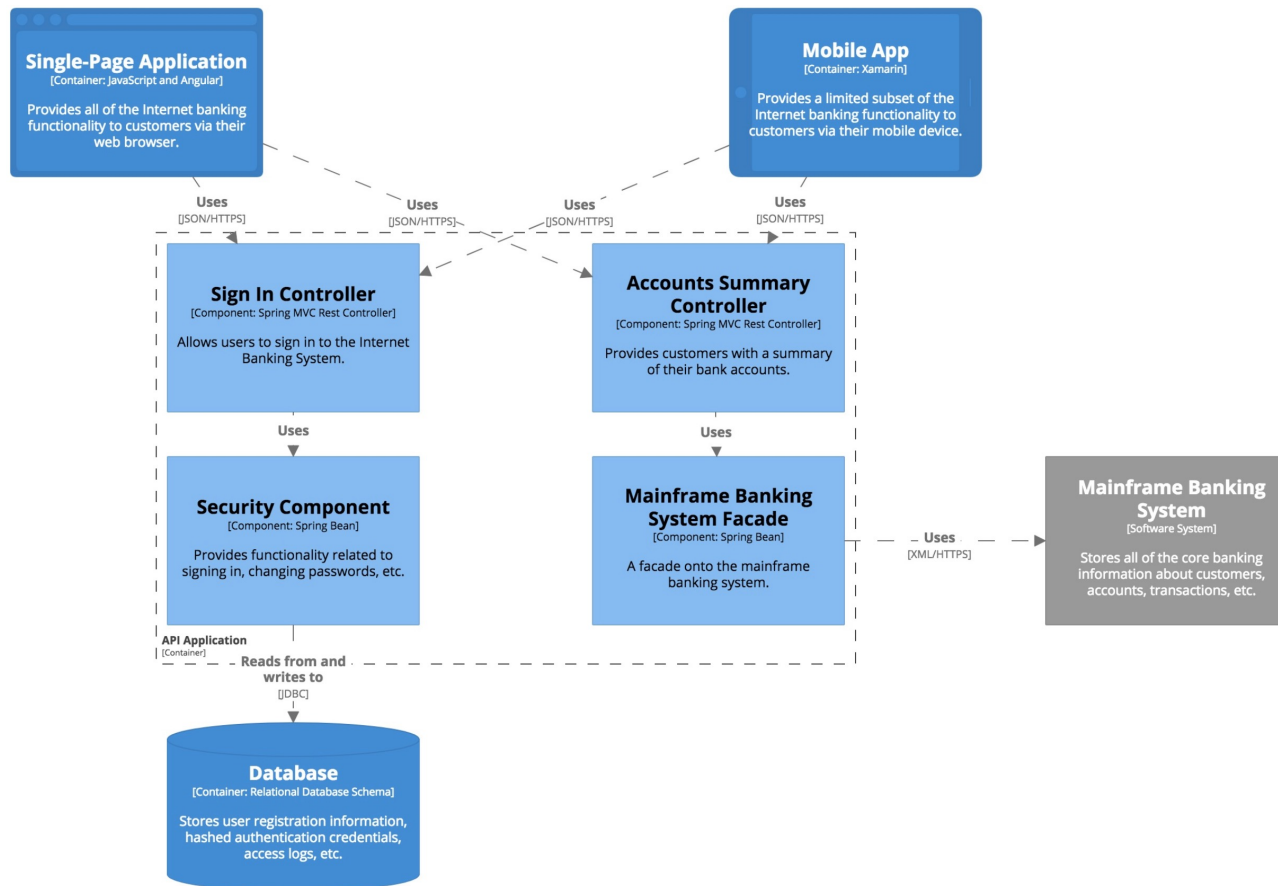 Single-Page Application
[Container: JavaScript and Angular]
Provides all of the Internet banking
functionality to customers via their
web browser.
Mobile App
[Container: Xamarin]
Provides a limited subset of the
Internet banking functionality to
customers via their mobile device.
Uses
[JSON/HTTPS]
Uses
[JSON/HTTPS]
Uses
[JSON/HTTPS]
Uses
[JSON/HTTPS]
Sign In Controller
[Component: Spring MVC Rest Controller]
Allows users to sign in to the Internet
Banking System.
Accounts Summary
Controller
[Component: Spring MVC Rest Controller]
Provides customers with a summary
of their bank accounts.
Uses
Uses
Security Component
[Component: Spring Bean]
Provides functionality related to
signing in, changing passwords, etc.
Mainframe Banking
System Facade
[Component: Spring Bean]
A facade onto the mainframe
banking system.
Uses
[XML/HTTPS]
Mainframe Banking
System
[Software System]
Stores all of the core banking
information about customers,
accounts, transactions, etc.
API Application
[Container]
Reads from and
writes to
[JDBC]
Database
[Container: Relational Database Schema]
Stores user registration information,
hashed authentication credentials,
access logs, etc.